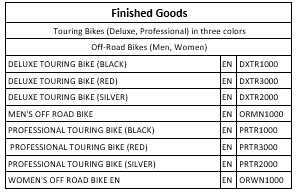 Finished Goods
Touring Bikes (Deluxe, Professional) in three colors
Off-Road Bikes (Men, Women)
DELUXE TOURING BIKE (BLACK) EN DXTR1000
DELUXE TOURING BIKE (RED) EN DXTR3000
DELUXE TOURING BIKE (SILVER) EN DXTR2000
MEN'S OFF ROAD BIKE EN ORMN1000
PROFESSIONAL TOURING BIKE (BLACK) EN PRTR1000
PROFESSIONAL TOURING BIKE (RED) EN PRTR3000
PROFESSIONAL TOURING BIKE (SILVER) EN PRTR2000
WOMEN'S OFF ROAD BIKE EN EN ORWN1000